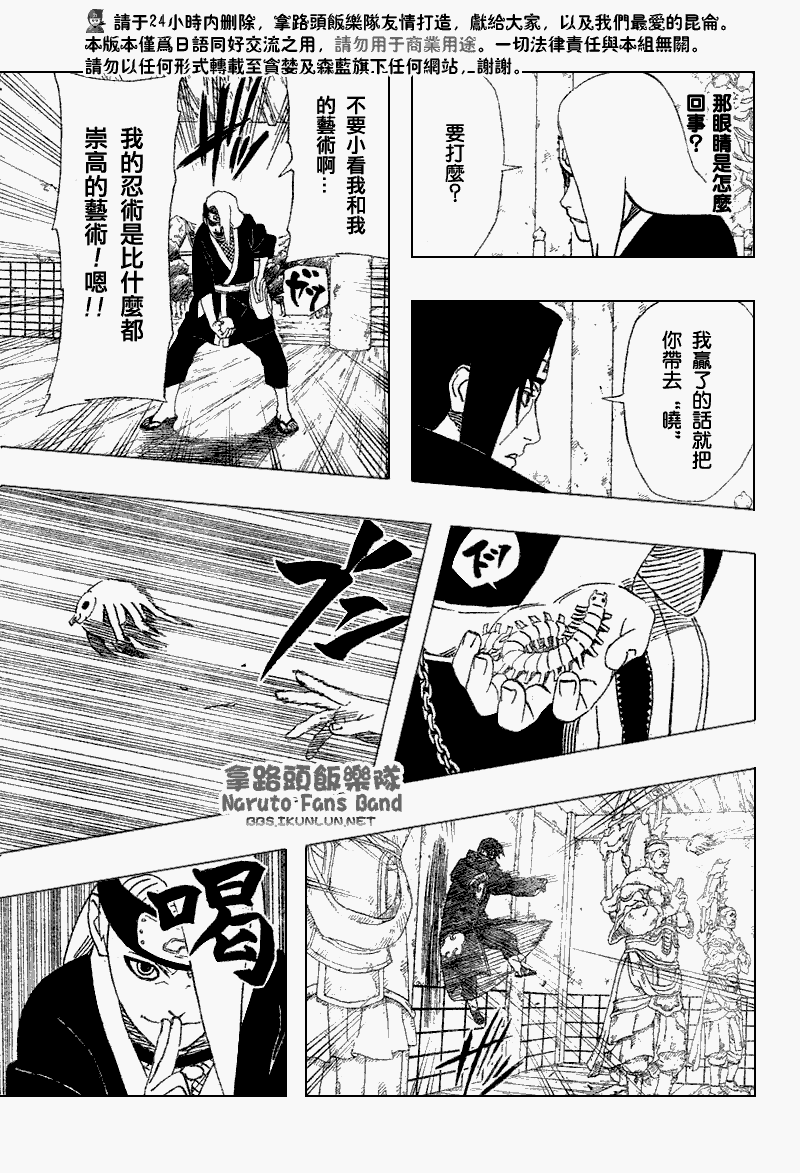 請于24小時内刪除，拿路頭飯樂隊友情打造，獻給大家，以及我們最愛的昆侖。
本版本僅爲日語同好交流之用，請勿用于商業用途。一切法律責任與本組無關。
請勿以任何形式轉載至貪婪及森藍旗下任何網站，謝謝。
那眼睛是怎麼
回事？
要打麼？
我贏了的話就把
你帶去“曉”
不要小看我和我
的藝術啊…
我的忍術是比什麼都
崇高的藝術！嗯!!
ガッ
ズズ
ブン
喝
拿路頭飯樂隊
Naruto Fans Band
BBS.IKUNLUN.NET